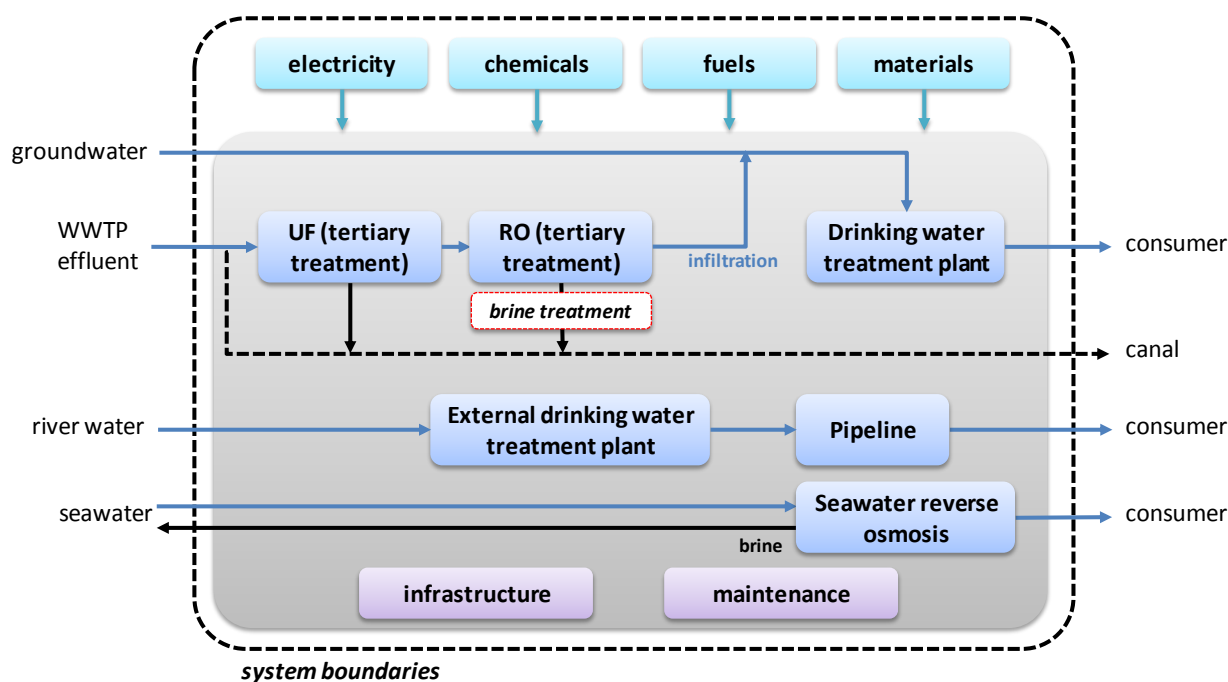 electricity
chemicals
fuels
materials
groundwater
WWTP
effluent
UF (tertiary
treatment)
RO (tertiary
treatment)
infiltration
Drinking water
treatment plant
consumer
brine treatment
canal
river water
External drinking water
treatment plant
Pipeline
consumer
seawater
Seawater reverse
osmosis
consumer
brine
infrastructure
maintenance
system boundaries